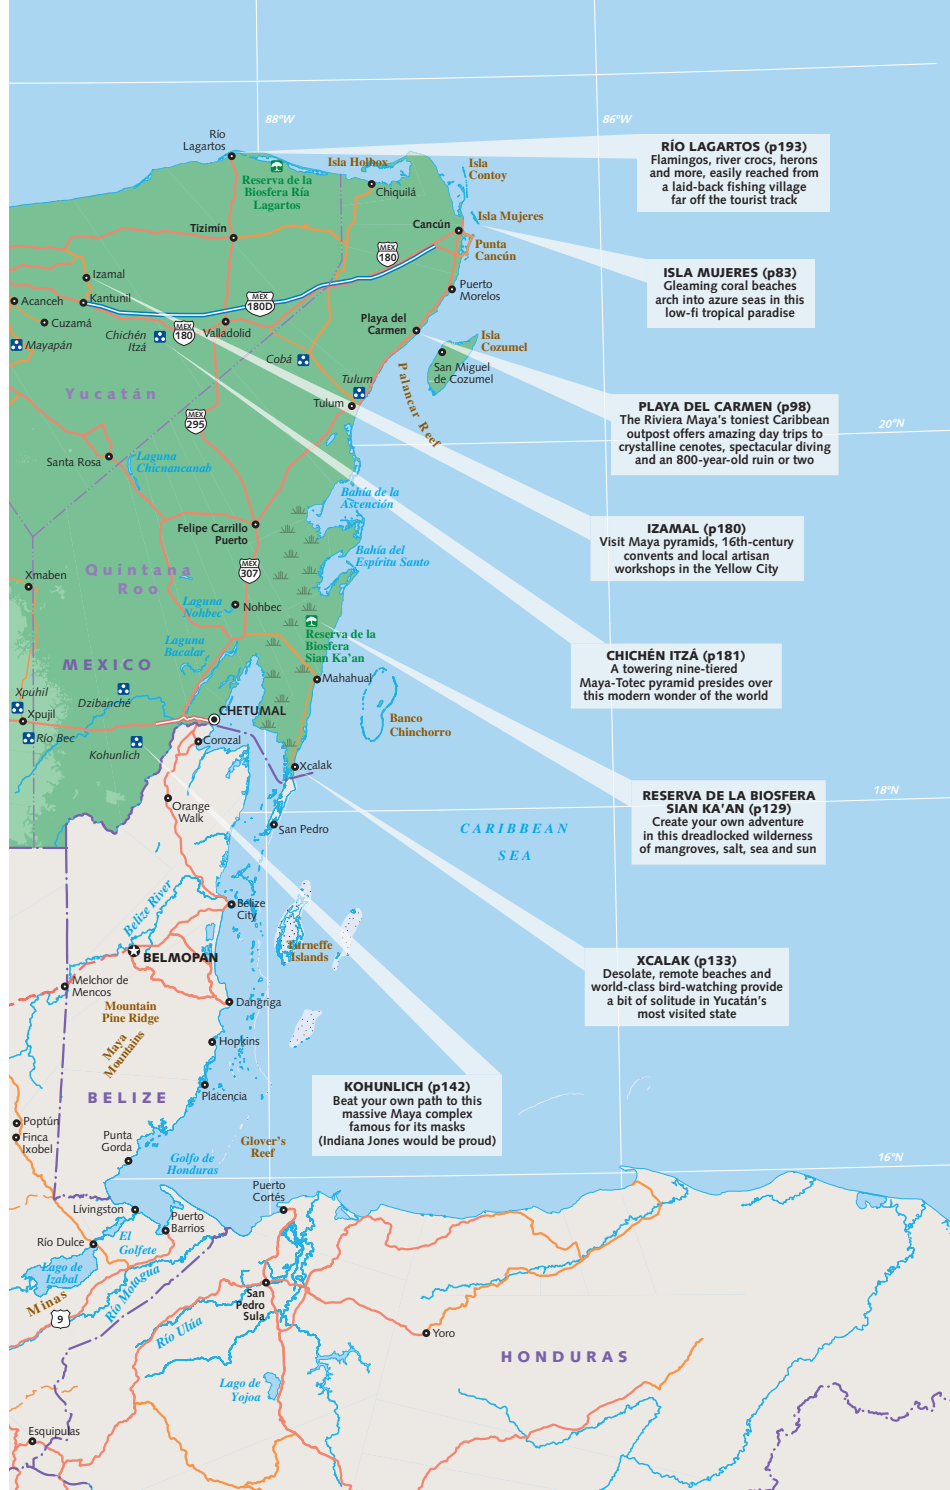 88°W
86°W
Río
Lagartos
Isla Holbox
Isla
Contoy
Reserva de la
Biosfera Ría
Lagartos
Chiquilá
RÍO LAGARTOS (p193)
Flamingos, river crocs, herons
and more, easily reached from
a laid-back fishing village
far off the tourist track
Isla Mujeres
Tizimín
Cancún
Punta
Cancún
MEX
180
Izamal
ISLA MUJERES (p83)
Gleaming coral beaches
arch into azure seas in this
low-fi tropical paradise
Acanceh
Kantunil
MEX
180D
Puerto
Morelos
Cuzamá
Chichén
Itzá
MEX
180
Valladolid
Playa del
Carmen
Isla
Cozumel
Mayapán
Cobá
San Miguel
de Cozumel
Tulum
Palancar Reef
Yucatán
Tulum
PLAYA DEL CARMEN (p98)
The Riviera Maya's toniest Caribbean
outpost offers amazing day trips to
crystalline cenotes, spectacular diving
and an 800-year-old ruin or two
MEX
295
20°N
Santa Rosa
Laguna
Chicnancanab
Bahía de la
Ascención
Felipe Carrillo
Puerto
IZAMAL (p180)
Visit Maya pyramids, 16th-century
convents and local artisan
workshops in the Yellow City
Bahía del
Espíritu Santo
Quintana
Roo
MEX
307
Xmaben
Laguna
Nohbec
Nohbec
Reserva de la
Biosfera
Sian Ka'an
Laguna
Bacalar
MEXICO
CHICHÉN ITZÁ (p181)
A towering nine-tiered
Maya-Totec pyramid presides over
this modern wonder of the world
Mahahual
Xpuhil
Dzibanché
Xpujil
CHETUMAL
Banco
Chinchorro
Río Bec
Kohunlich
Corozal
Xcalak
RESERVA DE LA BIOSFERA
SIAN KA'AN (p129)
Create your own adventure
in this dreadlocked wilderness
of mangroves, salt, sea and sun
18°N
Orange
Walk
San Pedro
CARIBBEAN
SEA
Belize River
Belize
City
BELMOPAN
Turneffe
Islands
XCALAK (p133)
Desolate, remote beaches and
world-class bird-watching provide
a bit of solitude in Yucatán's
most visited state
Melchor de
Mencos
Mountain
Pine Ridge
Dangriga
Maya
Mountains
Hopkins
KOHUNLICH (p142)
Beat your own path to this
massive Maya complex
famous for its masks
(Indiana Jones would be proud)
BELIZE
Placencia
Poptún
Finca
Ixobel
Punta
Gorda
Glover's
Reef
Golfo de
Honduras
16°N
Puerto
Cortés
Lívingston
Puerto
Barrios
Río Dulce
El
Golfete
Lago de
Izabal
Río Motagua
Minas
9
San
Pedro
Sula
Río Ulúa
Yoro
HONDURAS
Lago de
Yojoa
Esquipulas